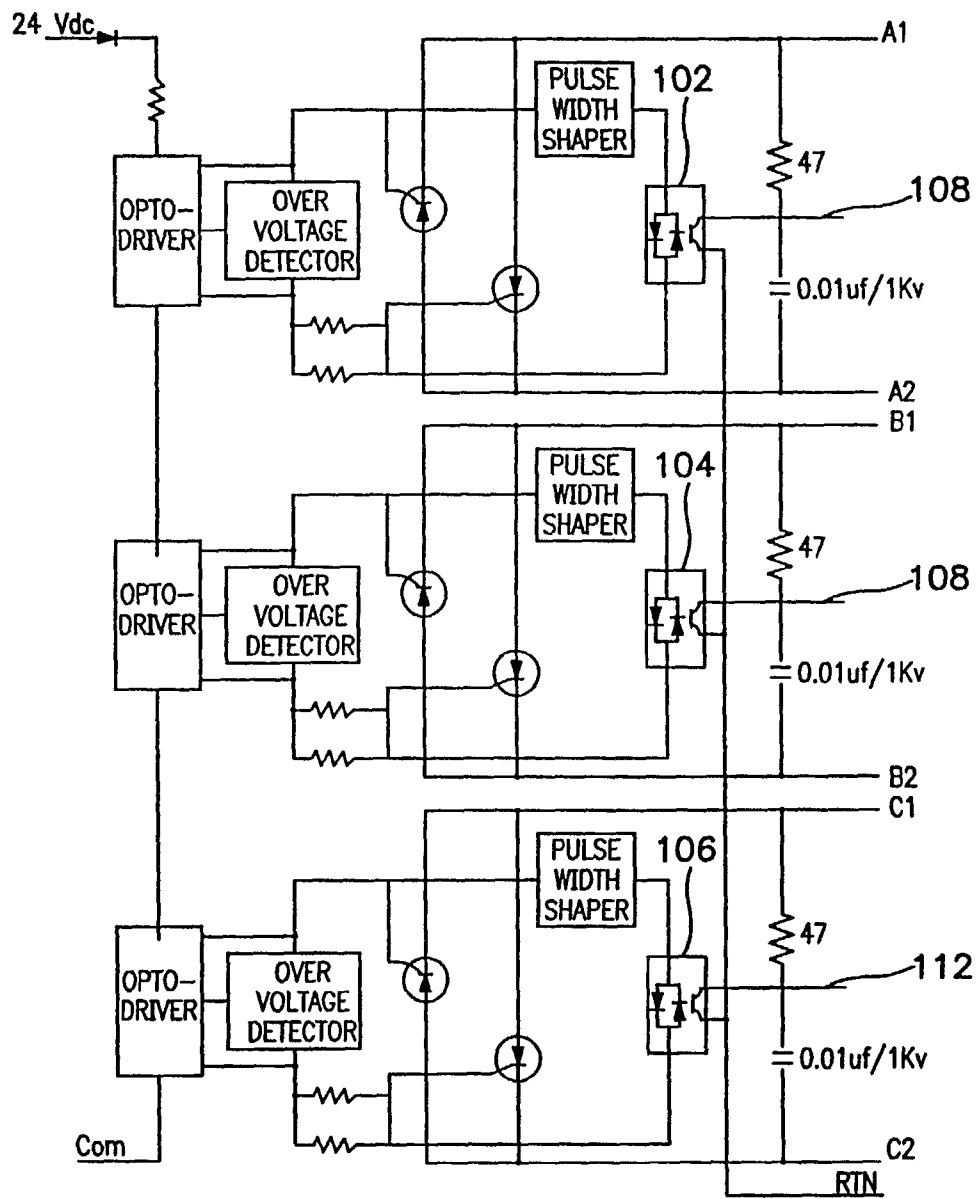 24 Vdc
A1
PULSE
WIDTH
SHAPER
102
47
108
OPTO-
DRIVER
OVER
VOLTAGE
DETECTOR
0.01uf/1Kv
A2
B1
PULSE
WIDTH
SHAPER
104
47
108
OPTO-
DRIVER
OVER
VOLTAGE
DETECTOR
0.01uf/1Kv
B2
C1
PULSE
WIDTH
SHAPER
106
47
112
OPTO-
DRIVER
OVER
VOLTAGE
DETECTOR
0.01uf/1Kv
Com
C2
RTN